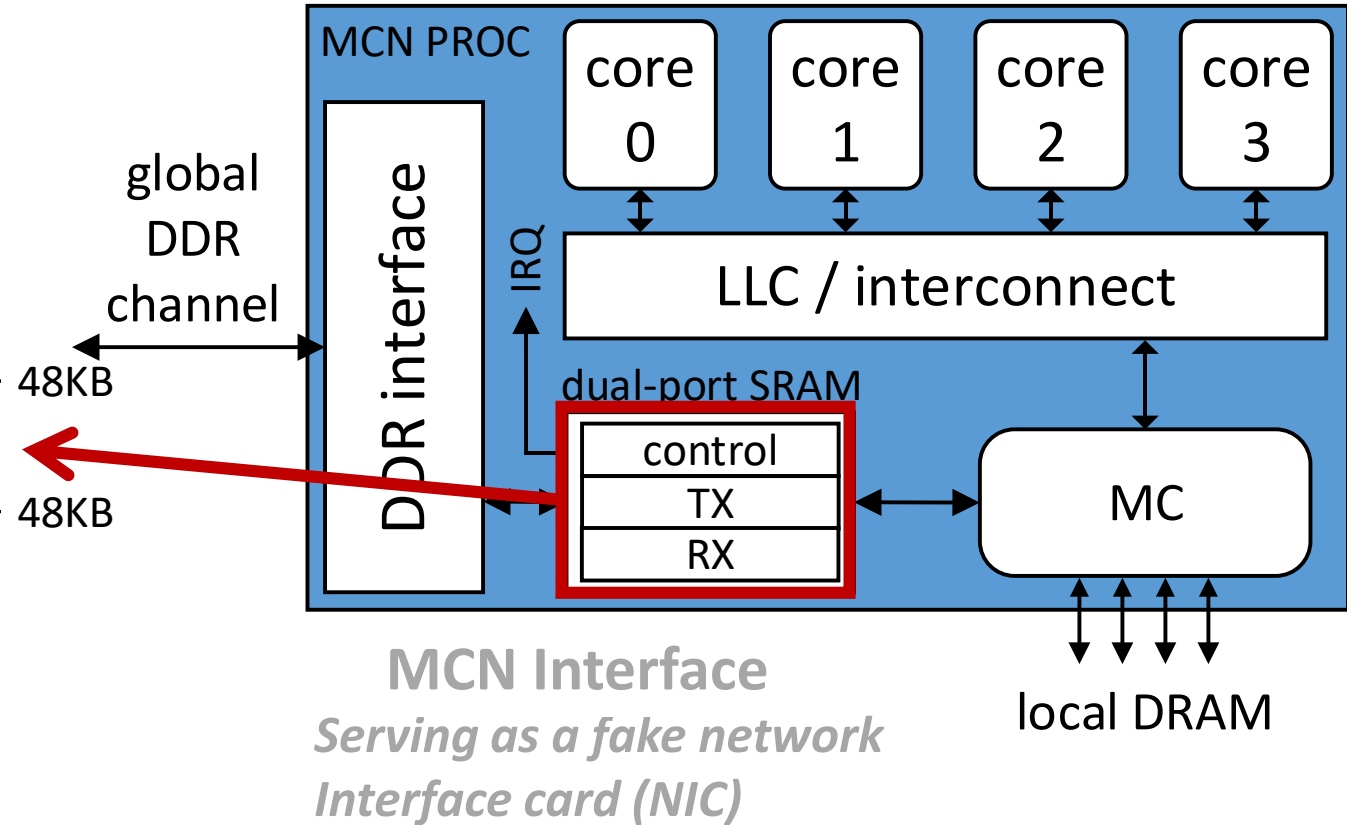 MCN PROC
core
0
core
1
core
2
core
3
global
DDR
channel
DDR interface
IRQ
LLC / interconnect
48KB
48KB
dual-port SRAM
control
TX
RX
MC
MCN Interface
Serving as a fake network
Interface card (NIC)
local DRAM